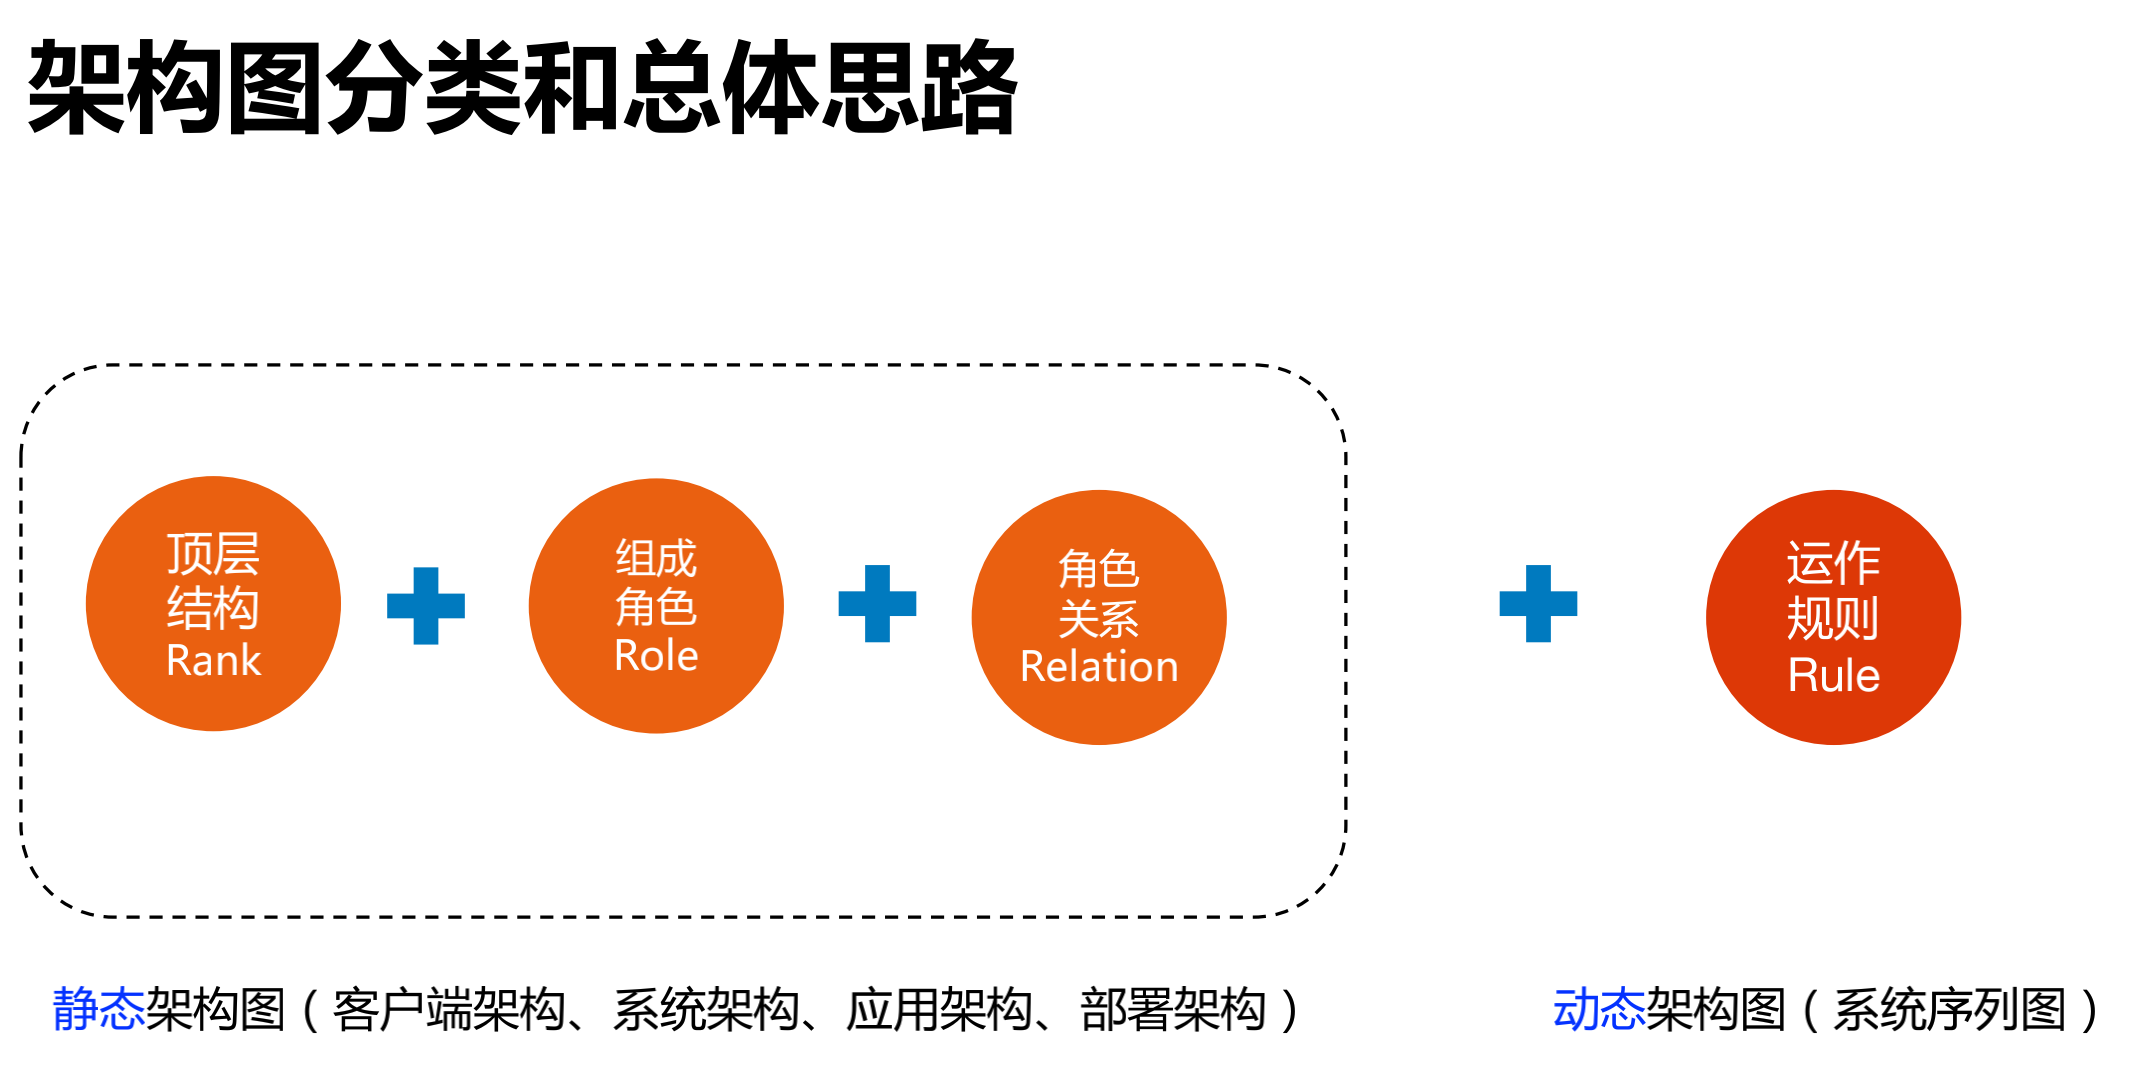 架构图分类和总体思路
顶层
结构
Rank
组成
角色
Role
角色
关系
Relation
运作
规则
Rule
静态架构图（客户端架构、系统架构、应用架构、部署架构）
动态架构图（系统序列图）